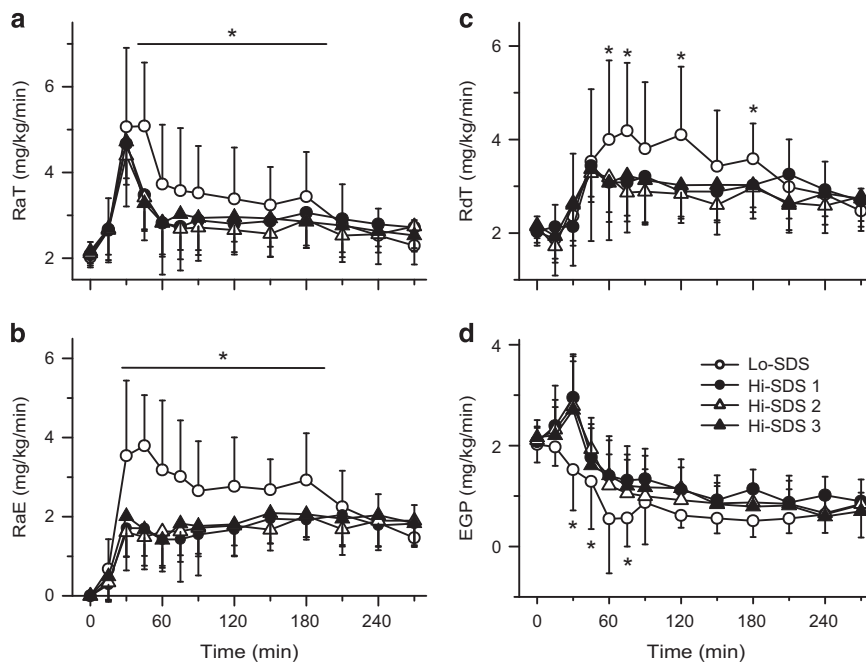 a
*
6
4
2
RaT (mg/kg/min)
b
*
6
4
2
0
RaE (mg/kg/min)
0 60 120 180 240
Time (min)
c
* * * *
6
4
2
RdT (mg/kg/min)
d
4
2
0
EGP (mg/kg/min)
Lo-SDS
Hi-SDS 1
Hi-SDS 2
Hi-SDS 3
* * *
0 60 120 180 240
Time (min)